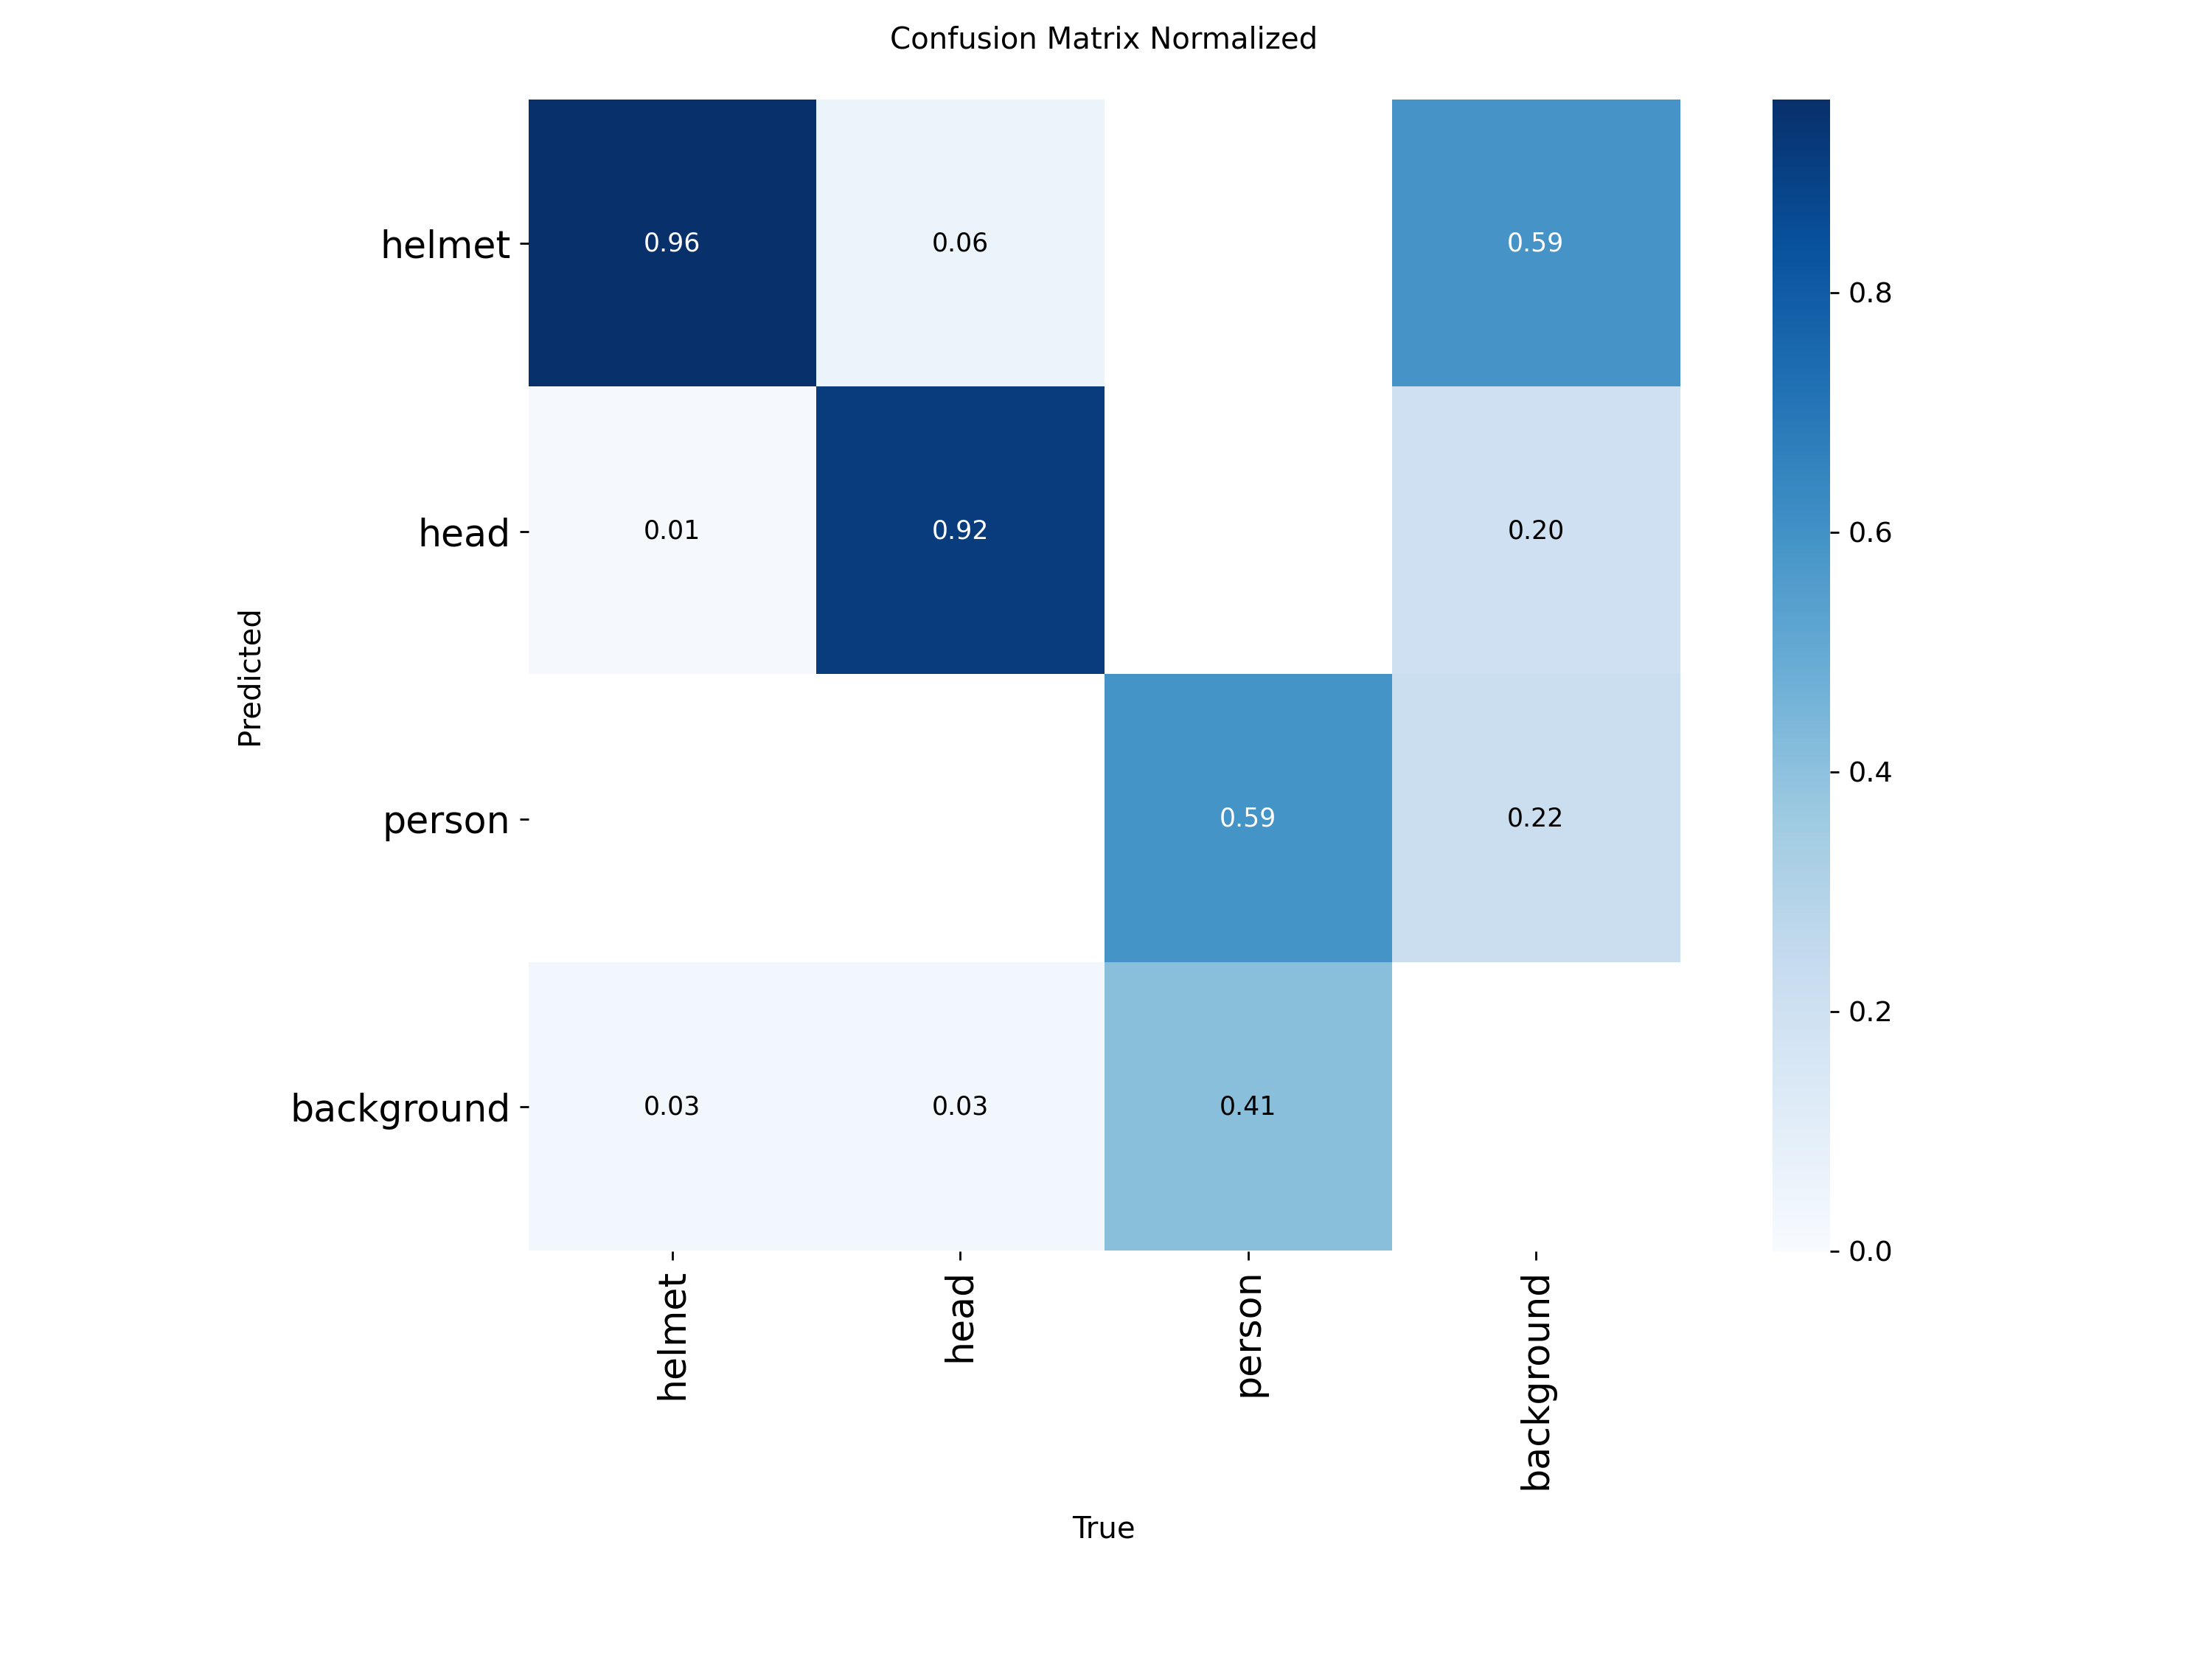 Confusion Matrix Normalized
helmet
0.96
0.06
0.59
0.8
head
0.01
0.92
0.20
0.6
Predicted
person
0.59
0.22
0.4
background
0.03
0.03
0.41
0.2
0.0
helmet
head
person
background
True